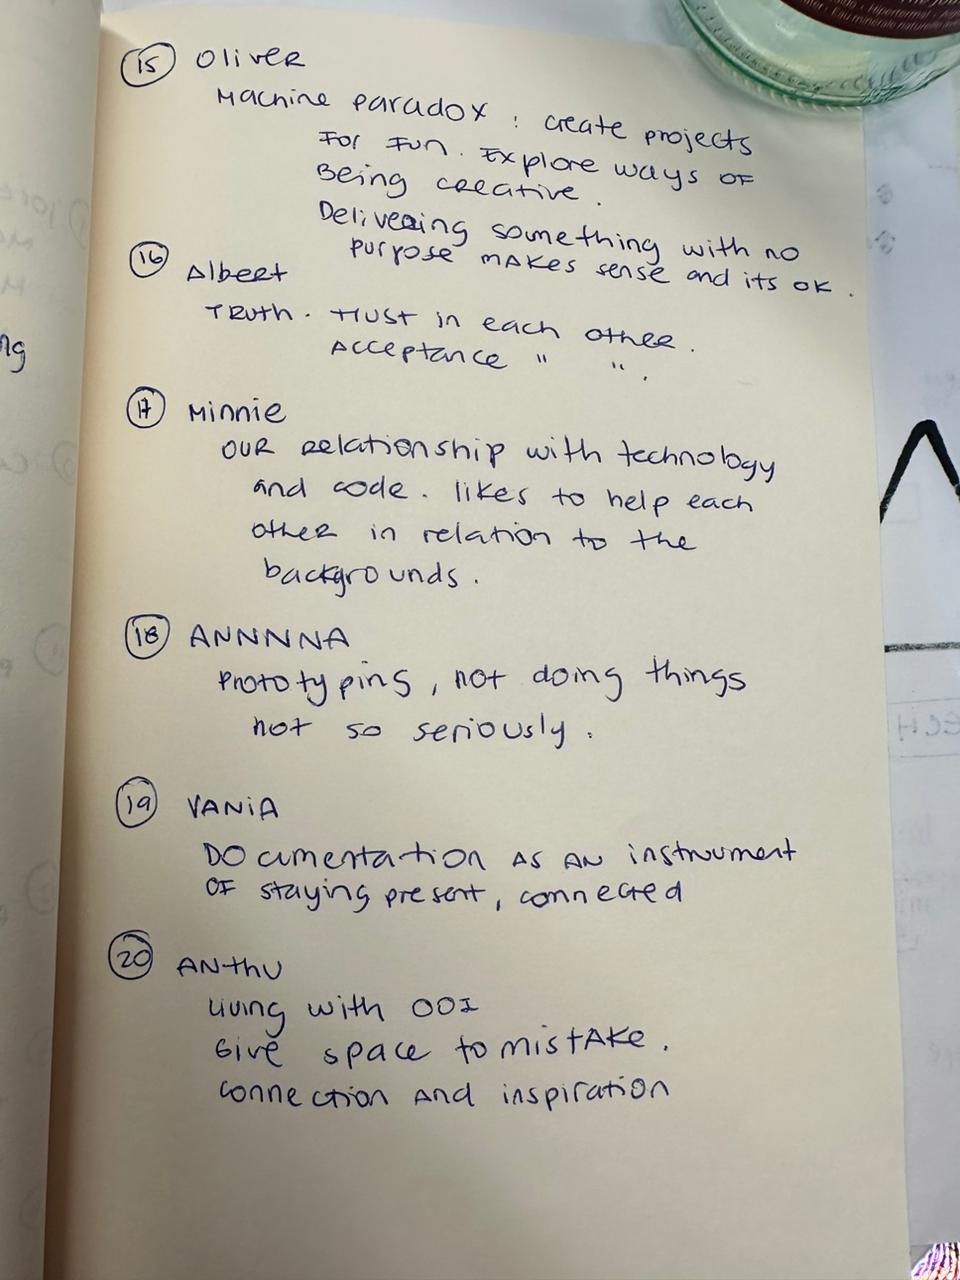 15 Oliver
Machine paradox : create projects
For Fun. Explore ways of
Being creative.
Delivering something with no
purpose makes sense and its ok.
16 Albert
Truth. trust in each other.
Acceptance " ".
17 Minnie
our relationship with technology
and code. likes to help each
other in relation to the
backgrounds.
18 ANNNNA
prototyping, not doing things
not so seriously.
19 VANiA
Documentation AS AN instrument
of staying present, connected
20 ANthu
Living with OOI
Give space to mistAke.
connection and inspiration
ng